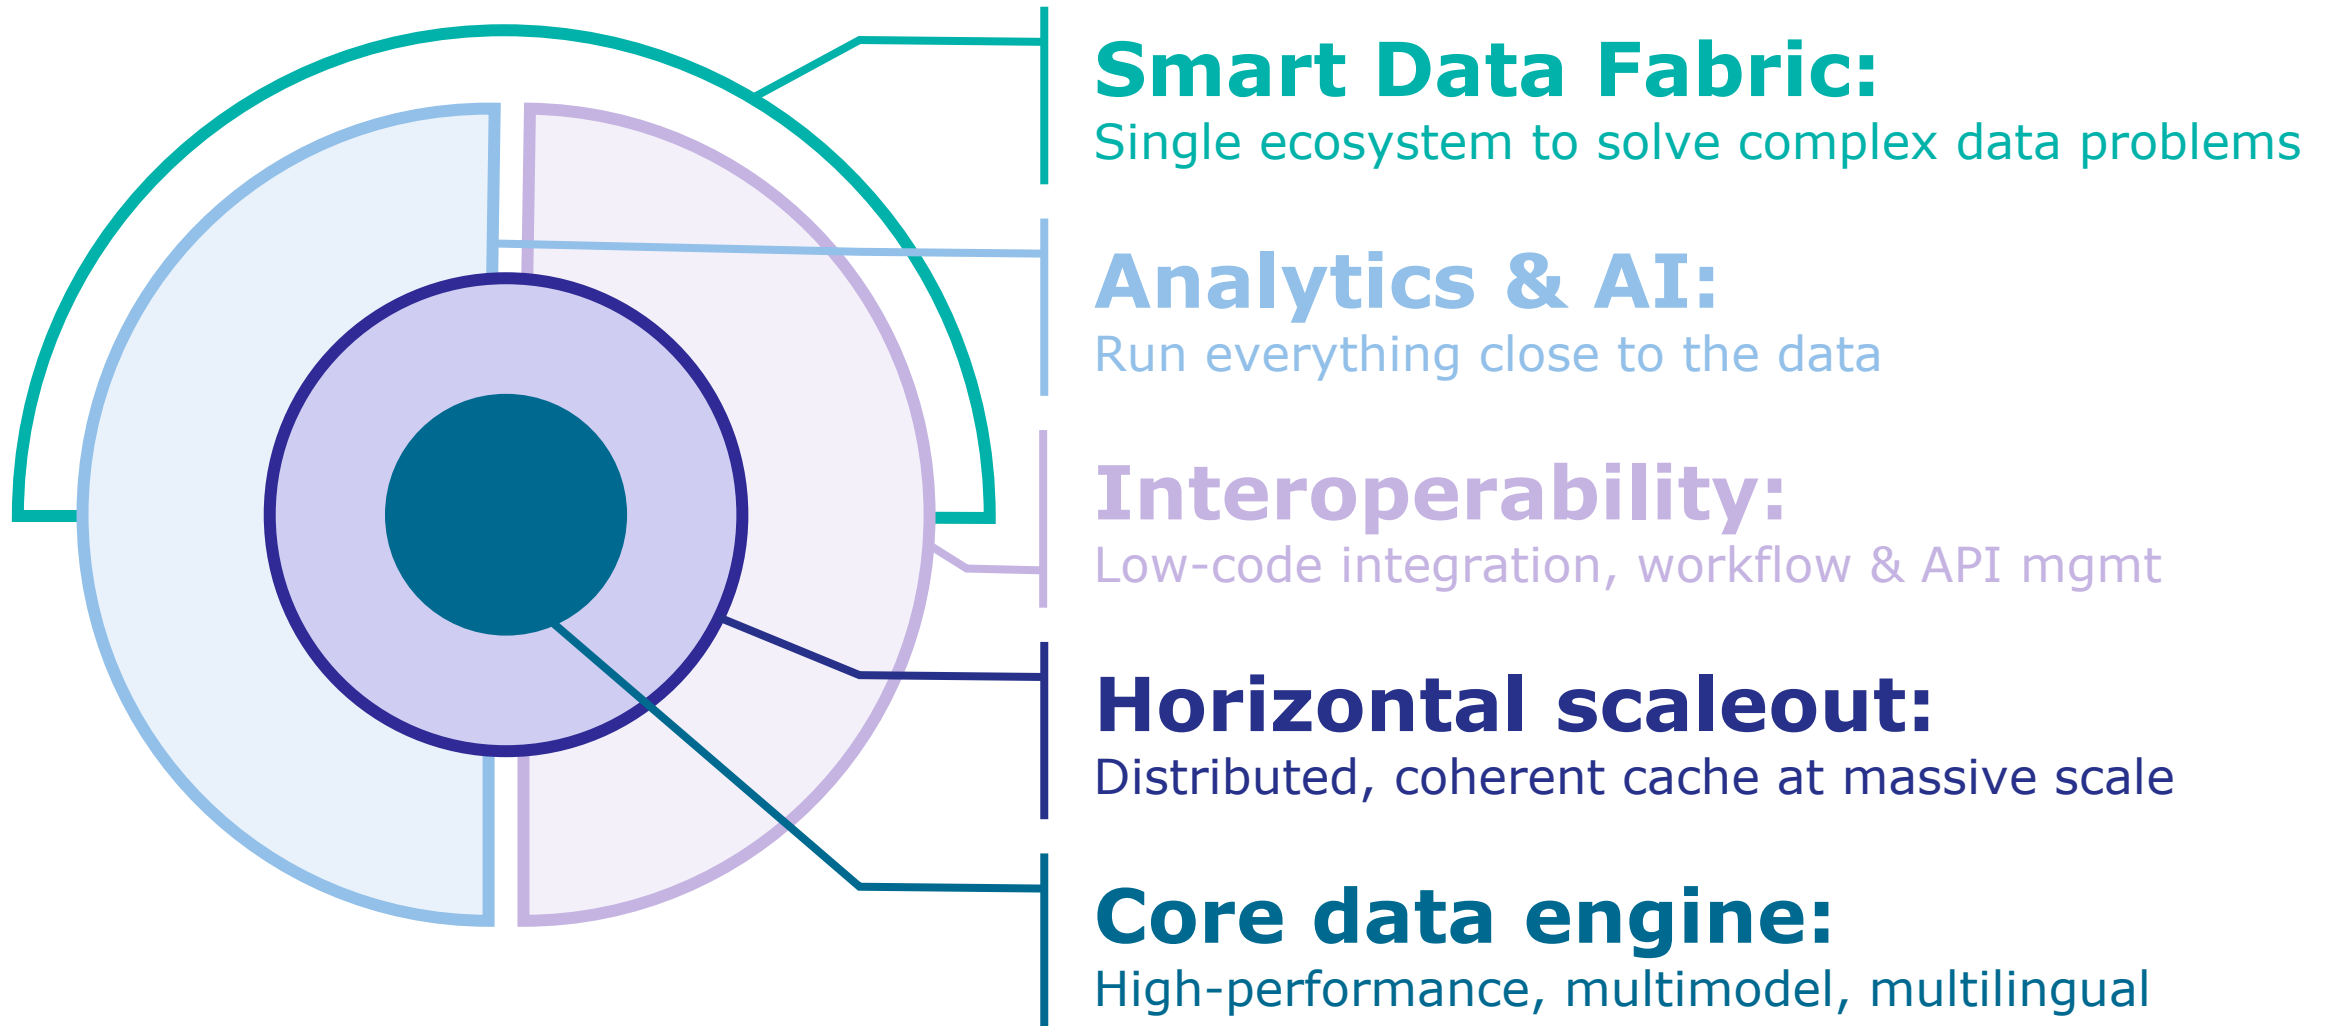 Smart Data Fabric:
Single ecosystem to solve complex data problems
Analytics & AI:
Run everything close to the data
Interoperability:
Low-code integration, workflow & API mgmt
Horizontal scaleout:
Distributed, coherent cache at massive scale
Core data engine:
High-performance, multimodel, multilingual